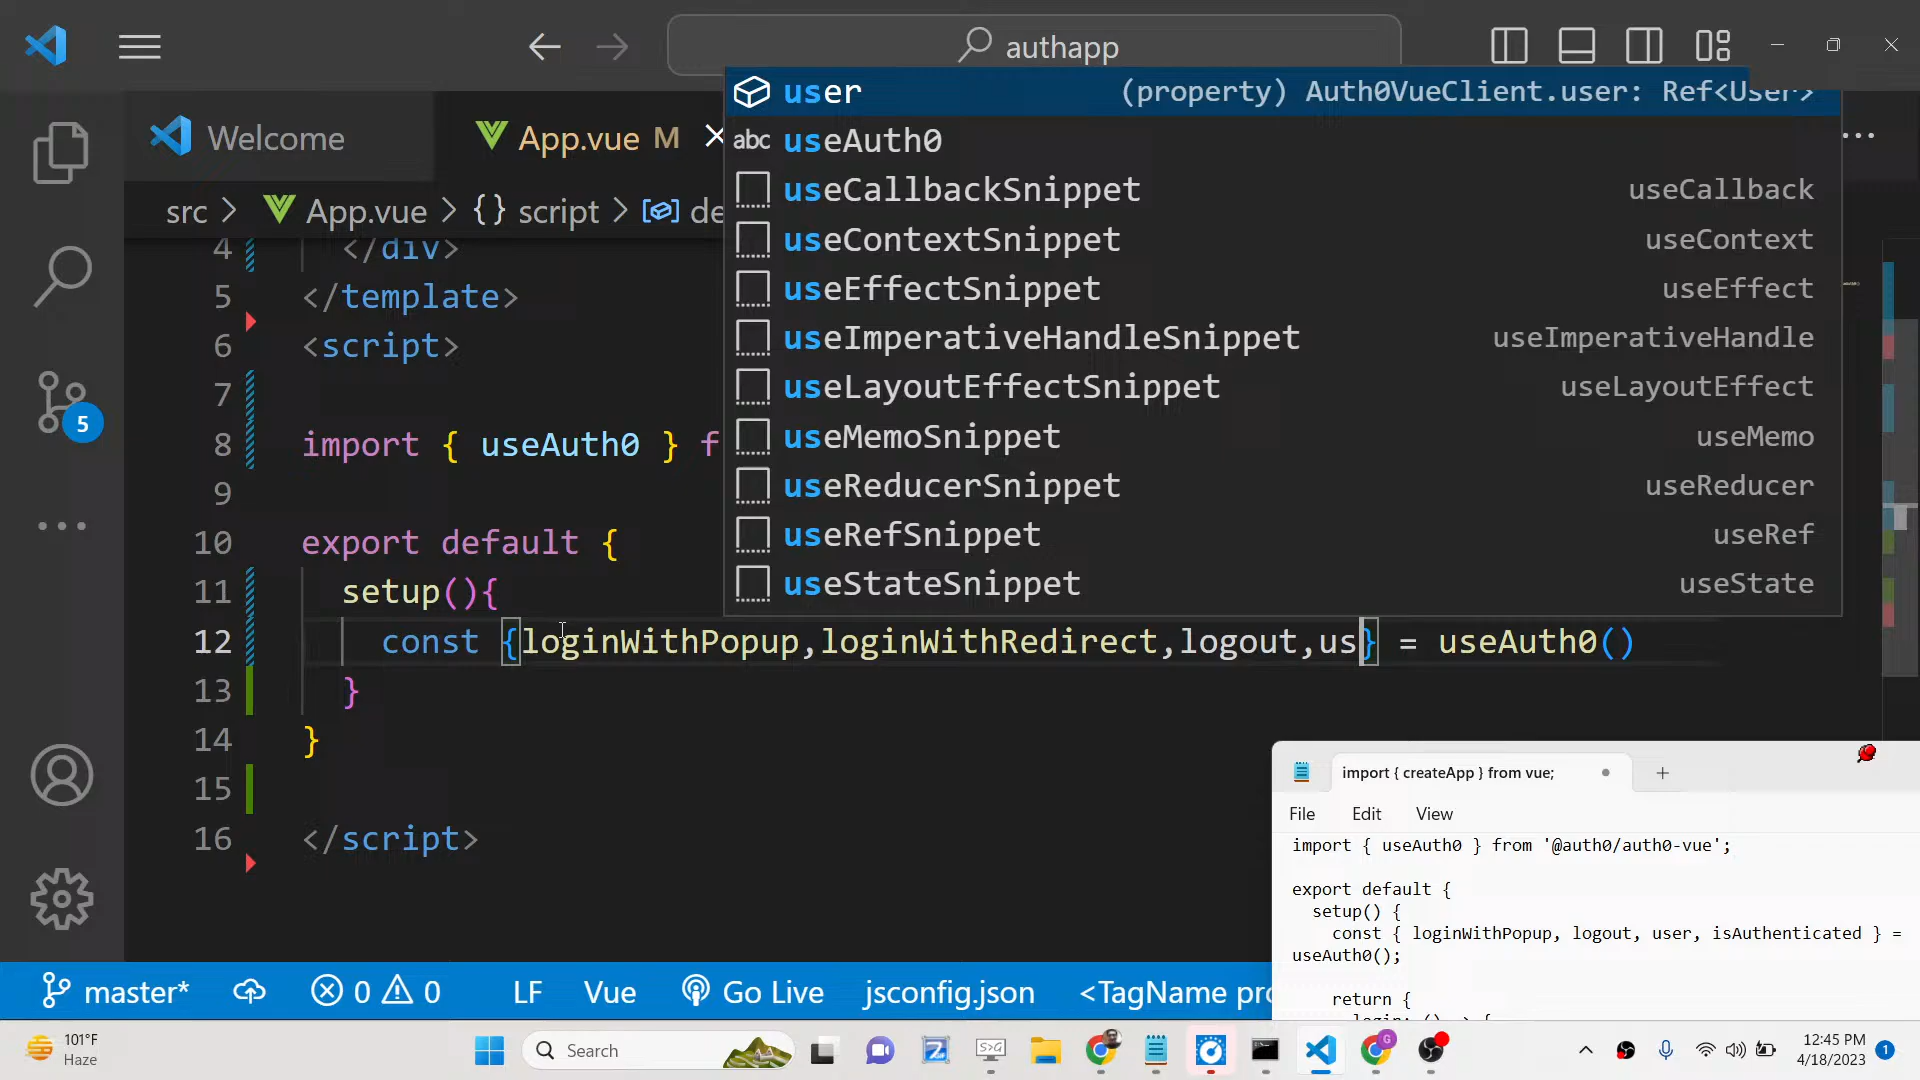 authapp
Welcome
App.vue M
src > App.vue > {} script > de
user (property) Auth0VueClient.user: Ref<User>
abc useAuth0
useCallbackSnippet useCallback
useContextSnippet useContext
useEffectSnippet useEffect
useImperativeHandleSnippet useImperativeHandle
useLayoutEffectSnippet useLayoutEffect
useMemoSnippet useMemo
useReducerSnippet useReducer
useRefSnippet useRef
useStateSnippet useState
4 </div>
5 </template>
6 <script>
7
8 import { useAuth0 } f
9
10 export default {
11 setup(){
12 const {loginWithPopup,loginWithRedirect,logout,us} = useAuth0()
13 }
14 }
15
16 </script>
5
import { createApp } from vue;
File Edit View
import { useAuth0 } from '@auth0/auth0-vue';
export default {
setup() {
const { loginWithPopup, logout, user, isAuthenticated } =
useAuth0();
return {
master* 0 0 LF Vue Go Live jsconfig.json <TagName pro
101°F
Haze
Search
12:45 PM
4/18/2023
1